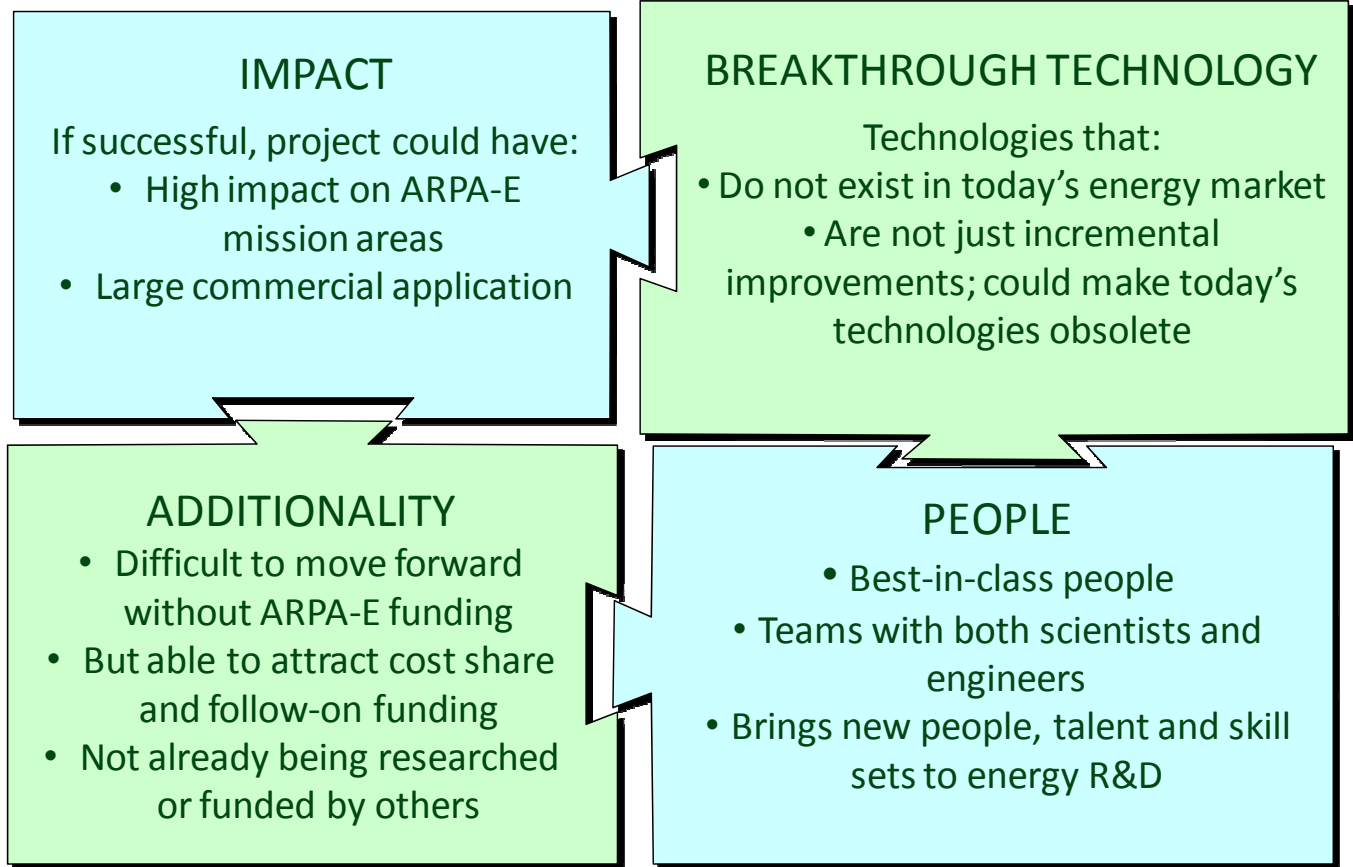 IMPACT
If successful, project could have:
• High impact on ARPA-E
mission areas
• Large commercial application
BREAKTHROUGH TECHNOLOGY
Technologies that:
• Do not exist in today’s energy market
• Are not just incremental
improvements; could make today’s
technologies obsolete
ADDITIONALITY
• Difficult to move forward
without ARPA-E funding
• But able to attract cost share
and follow-on funding
• Not already being researched
or funded by others
PEOPLE
• Best-in-class people
• Teams with both scientists and
engineers
• Brings new people, talent and skill
sets to energy R&D